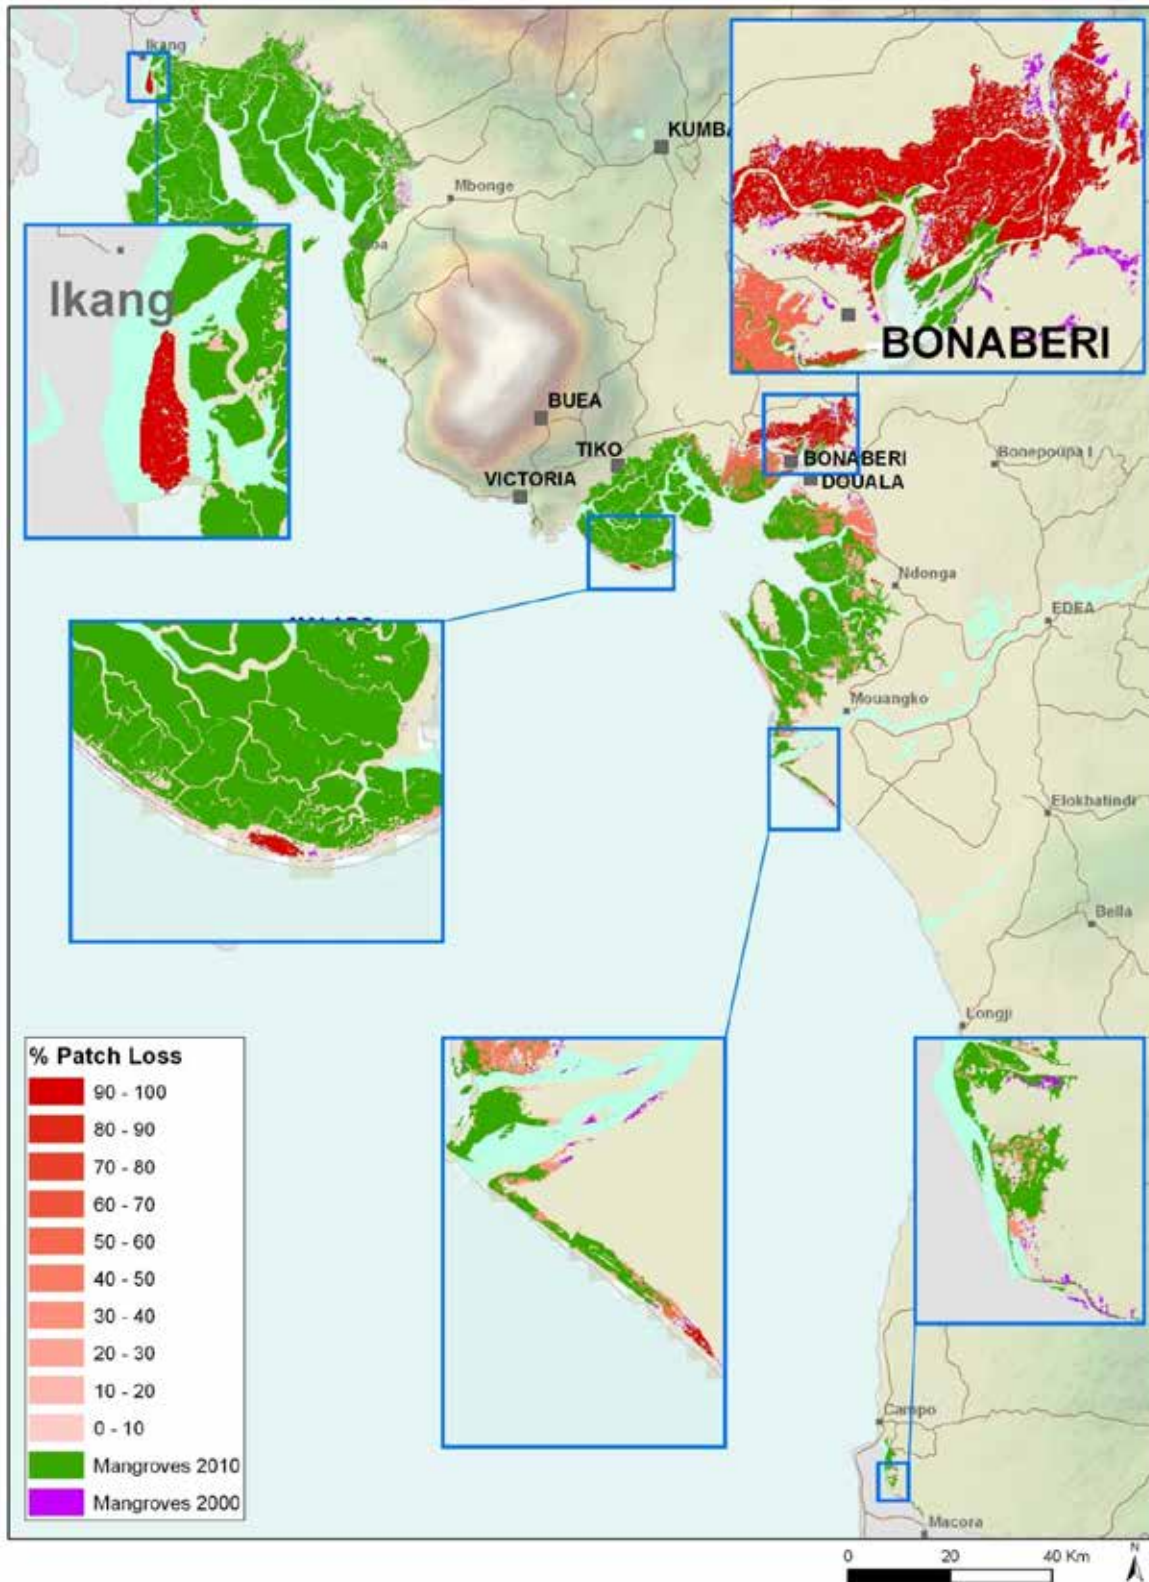 Ikang
KUMBA
Mbonge
Ikang
BONABERI
BUEA
TIKO
VICTORIA
BONABERI
DOUALA
Bonepoupa I
Ndonga
EDEA
Mouangko
Elokbatindi
Bella
Longji
% Patch Loss
90 - 100
80 - 90
70 - 80
60 - 70
50 - 60
40 - 50
30 - 40
20 - 30
10 - 20
0 - 10
Mangroves 2010
Mangroves 2000
Campo
Macora
0 20 40 Km
N